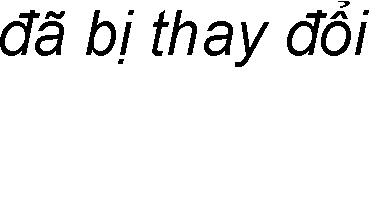 đã bị thay đổi